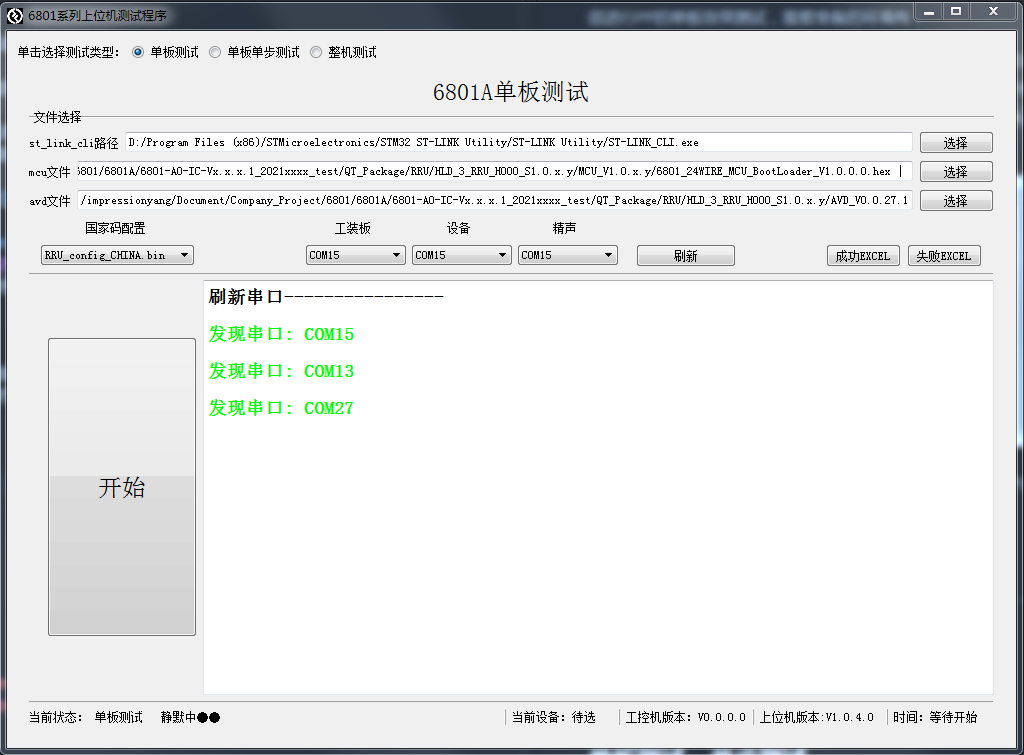 6801系列上位机测试程序
单击选择测试类型: 单板测试 单板单步测试 整机测试
6801A单板测试
文件选择
st_link_cli路径 D:/Program Files (x86)/STMicroelectronics/STM32 ST-LINK Utility/ST-LINK Utility/ST-LINK_CLI.exe 选择
mcu文件 6801/6801A/6801-AO-IC-Vx.x.x.1_2021xxxx_test/QT_Package/RRU/HLD_3_RRU_H000_S1.0.x.y/MCU_V1.0.x.y/6801_24WIRE_MCU_BootLoader_V1.0.0.0.hex | 选择
avd文件 /impressionyang/Document/Company_Project/6801/6801A/6801-AO-IC-Vx.x.x.1_2021xxxx_test/QT_Package/RRU/HLD_3_RRU_H000_S1.0.x.y/AVD_V0.0.27.1 选择
国家码配置 工装板 设备 精声
RRU_config_CHINA.bin COM15 COM15 COM15 刷新 成功EXCEL 失败EXCEL
刷新串口----------------
发现串口: COM15
发现串口: COM13
发现串口: COM27
开始
当前状态: 单板测试 静默中●● 当前设备: 待选 工控机版本: V0.0.0.0 上位机版本:V1.0.4.0 时间: 等待开始